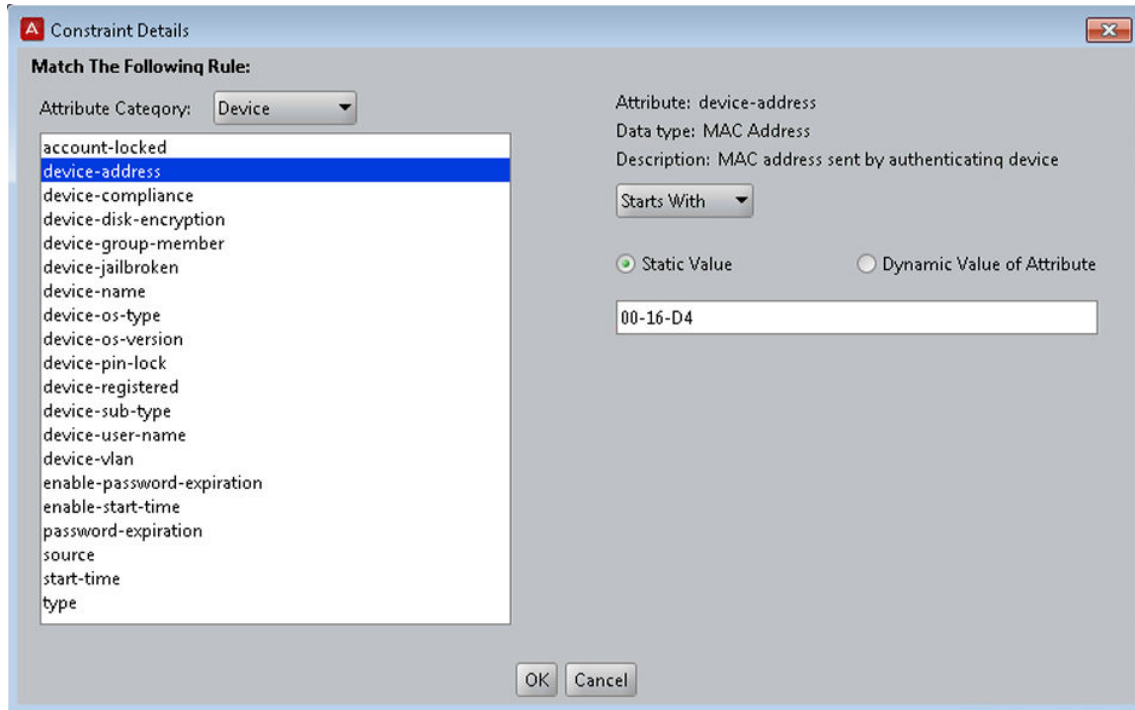 A Constraint Details
Match The Following Rule:
Attribute Category: Device
account-locked
device-address
device-compliance
device-disk-encryption
device-group-member
device-jailbroken
device-name
device-os-type
device-os-version
device-pin-lock
device-registered
device-sub-type
device-user-name
device-vlan
enable-password-expiration
enable-start-time
password-expiration
source
start-time
type
Attribute: device-address
Data type: MAC Address
Description: MAC address sent by authenticating device
Starts With
Static Value Dynamic Value of Attribute
00-16-D4
OK Cancel